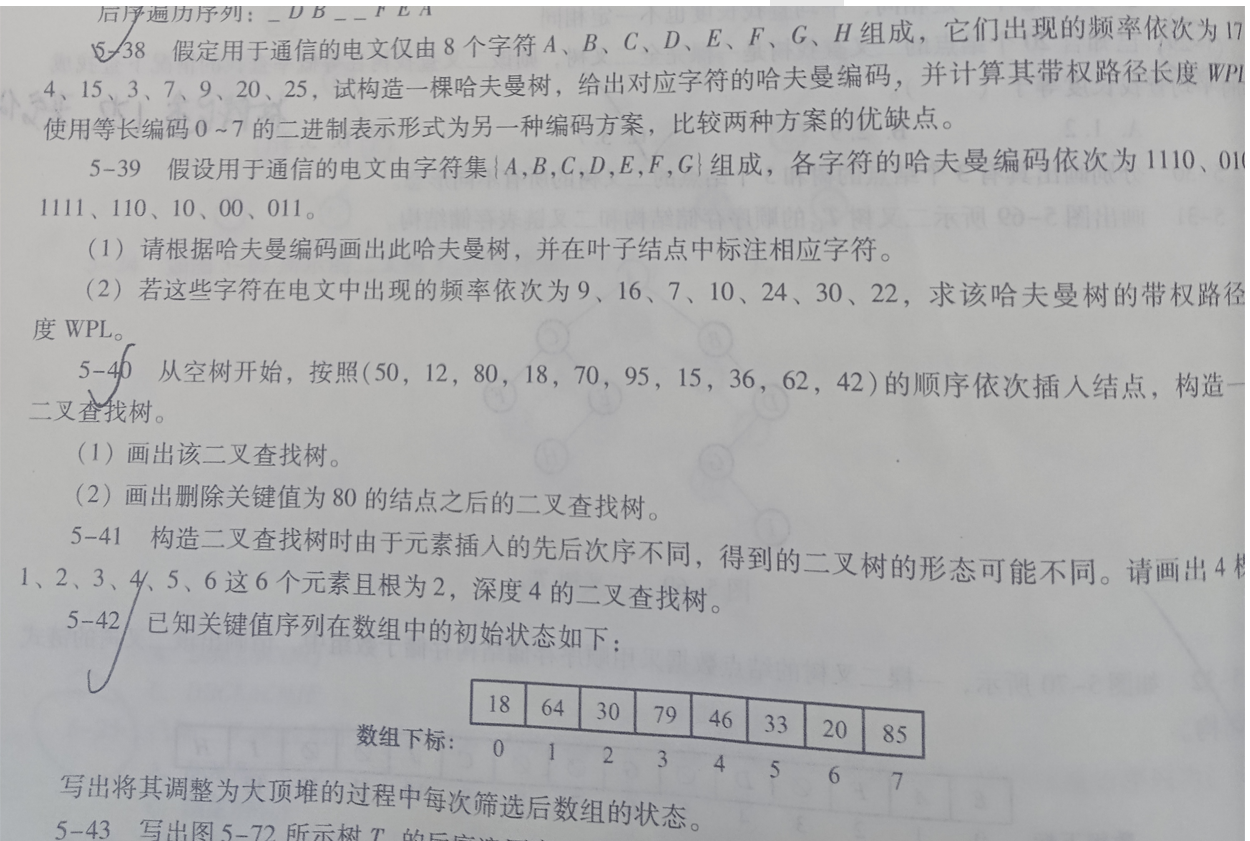 后序遍历序列：_ D B _ _ F E A
5-38 假定用于通信的电文仅由 8 个字符 A、B、C、D、E、F、G、H 组成，它们出现的频率依次为 17
4、15、3、7、9、20、25，试构造一棵哈夫曼树，给出对应字符的哈夫曼编码，并计算其带权路径长度 WPL
使用等长编码 0 ~ 7 的二进制表示形式为另一种编码方案，比较两种方案的优缺点。
5-39 假设用于通信的电文由字符集{A,B,C,D,E,F,G}组成，各字符的哈夫曼编码依次为 1110、010
1111、110、10、00、011。
（1）请根据哈夫曼编码画出此哈夫曼树，并在叶子结点中标注相应字符。
（2）若这些字符在电文中出现的频率依次为 9、16、7、10、24、30、22，求该哈夫曼树的带权路径
度 WPL。
5-40 从空树开始，按照(50，12，80，18，70，95，15，36，62，42)的顺序依次插入结点，构造一
二叉查找树。
（1）画出该二叉查找树。
（2）画出删除关键值为 80 的结点之后的二叉查找树。
5-41 构造二叉查找树时由于元素插入的先后次序不同，得到的二叉树的形态可能不同。请画出 4 棵
1、2、3、4、5、6 这 6 个元素且根为 2，深度 4 的二叉查找树。
5-42 已知关键值序列在数组中的初始状态如下：
18 64 30 79 46 33 20 85
数组下标： 0 1 2 3 4 5 6 7
写出将其调整为大顶堆的过程中每次筛选后数组的状态。
5-43 写出图 5-72 所示树 T